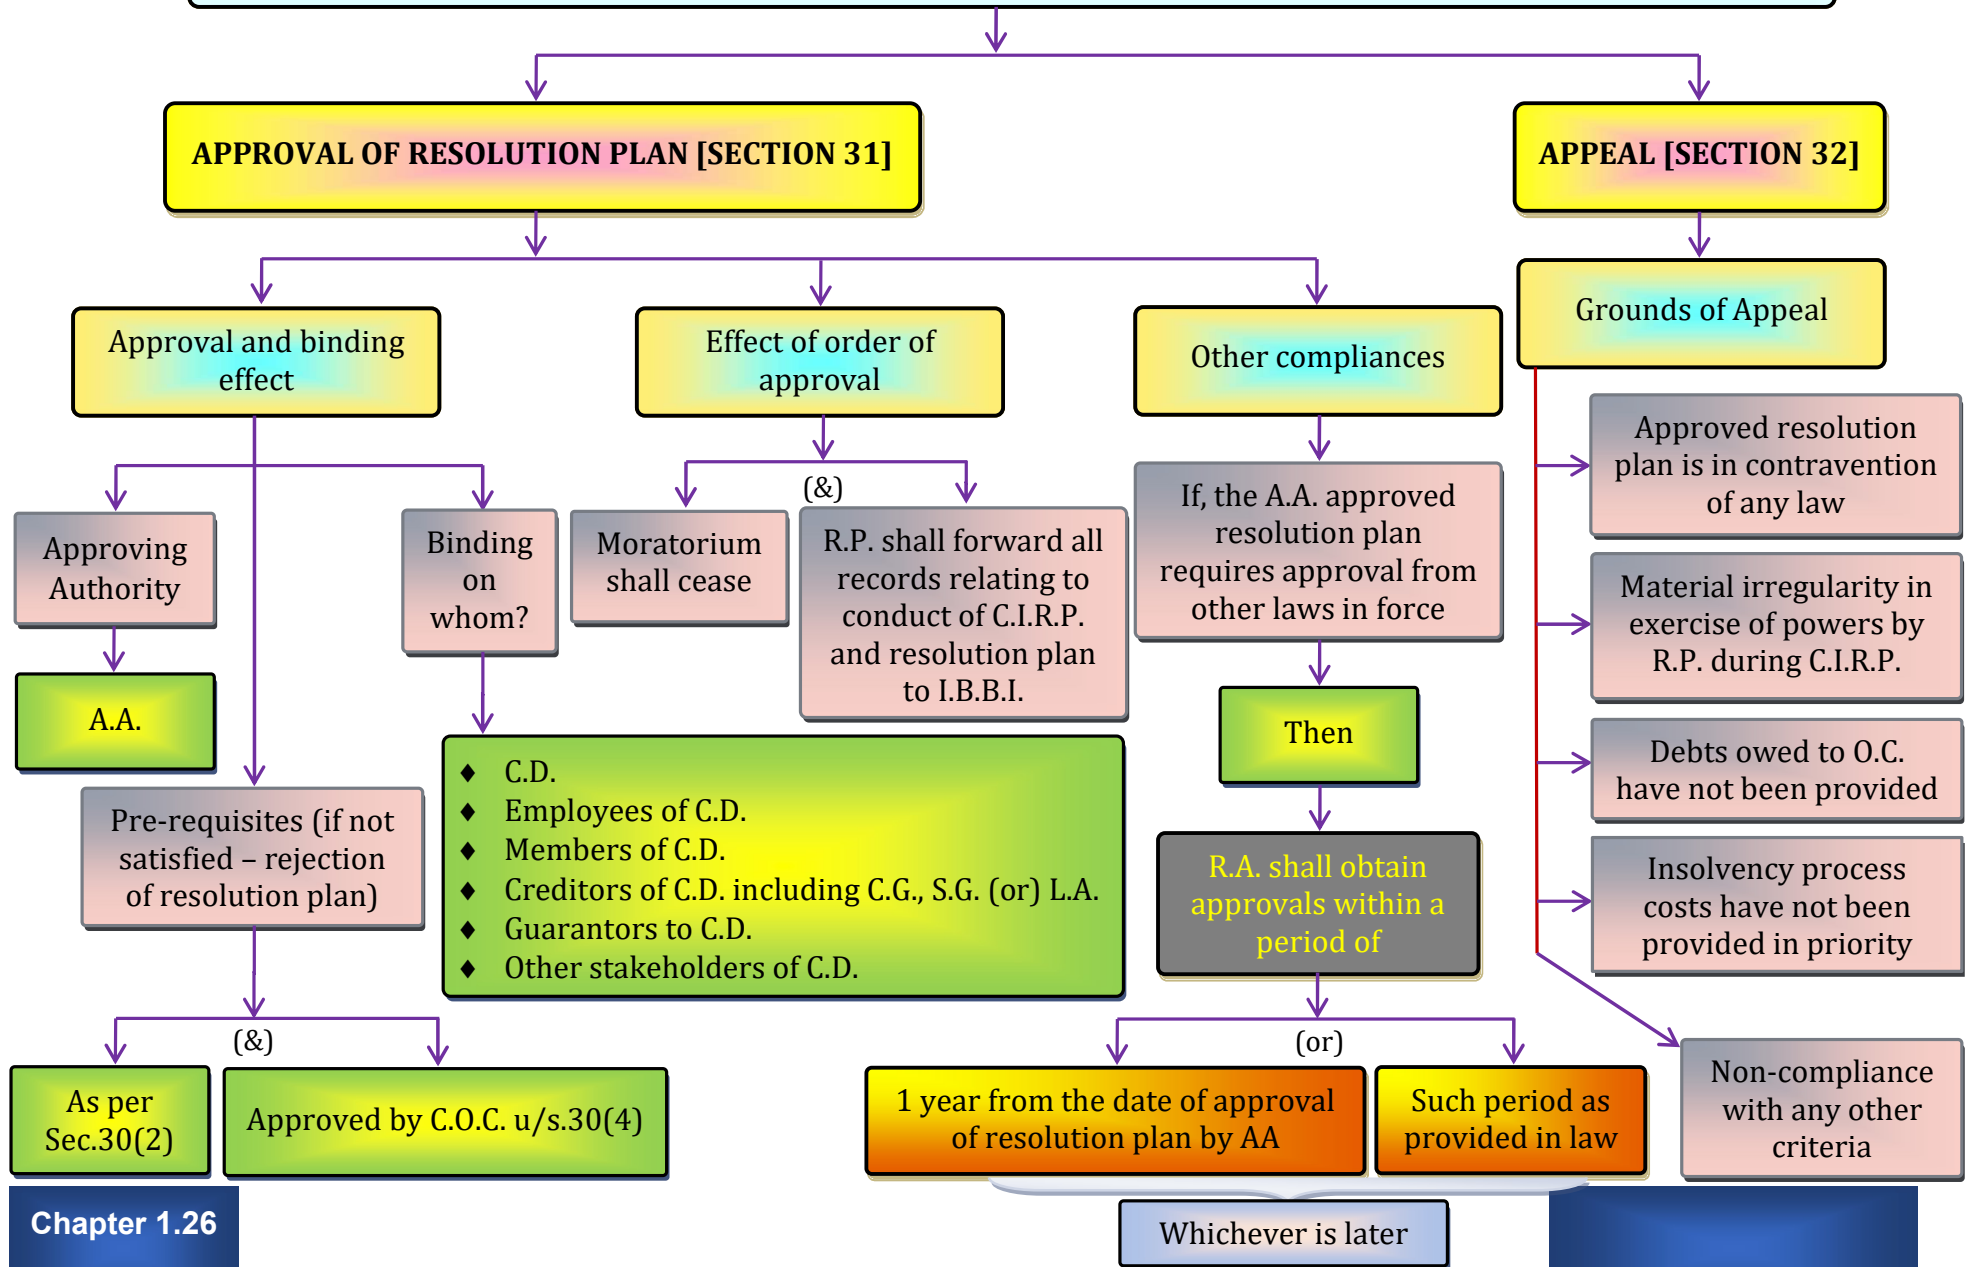 APPROVAL OF RESOLUTION PLAN [SECTION 31]
APPEAL [SECTION 32]
Approval and binding
effect
Effect of order of
approval
Other compliances
Grounds of Appeal
Approving
Authority
A.A.
Binding
on
whom?
♦ C.D.
♦ Employees of C.D.
♦ Members of C.D.
♦ Creditors of C.D. including C.G., S.G. (or) L.A.
♦ Guarantors to C.D.
♦ Other stakeholders of C.D.
Pre-requisites (if not
satisfied – rejection
of resolution plan)
(&)
As per
Sec.30(2)
Approved by C.O.C. u/s.30(4)
(&)
Moratorium
shall cease
R.P. shall forward all
records relating to
conduct of C.I.R.P.
and resolution plan
to I.B.B.I.
If, the A.A. approved
resolution plan
requires approval from
other laws in force
Then
R.A. shall obtain
approvals within a
period of
(or)
1 year from the date of approval
of resolution plan by AA
Such period as
provided in law
Whichever is later
Approved resolution
plan is in contravention
of any law
Material irregularity in
exercise of powers by
R.P. during C.I.R.P.
Debts owed to O.C.
have not been provided
Insolvency process
costs have not been
provided in priority
Non-compliance
with any other
criteria
Chapter 1.26